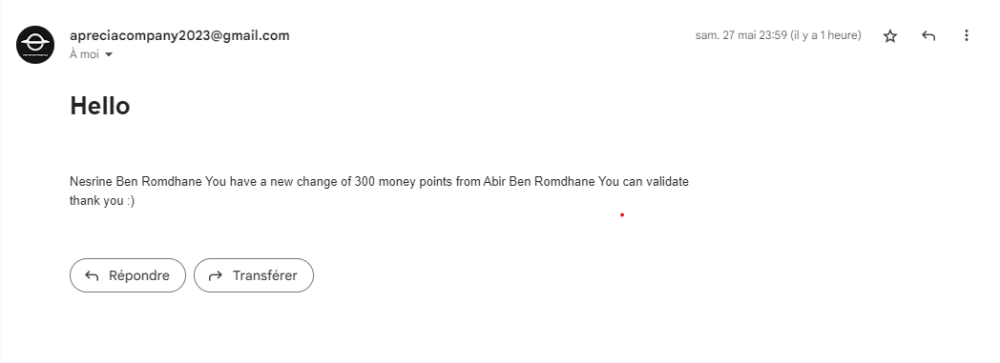 apreciacompany2023@gmail.com
sam. 27 mai 23:59 (il y a 1 heure)
À moi
Hello
Nesrine Ben Romdhane You have a new change of 300 money points from Abir Ben Romdhane You can validate
thank you :)
Répondre
Transférer